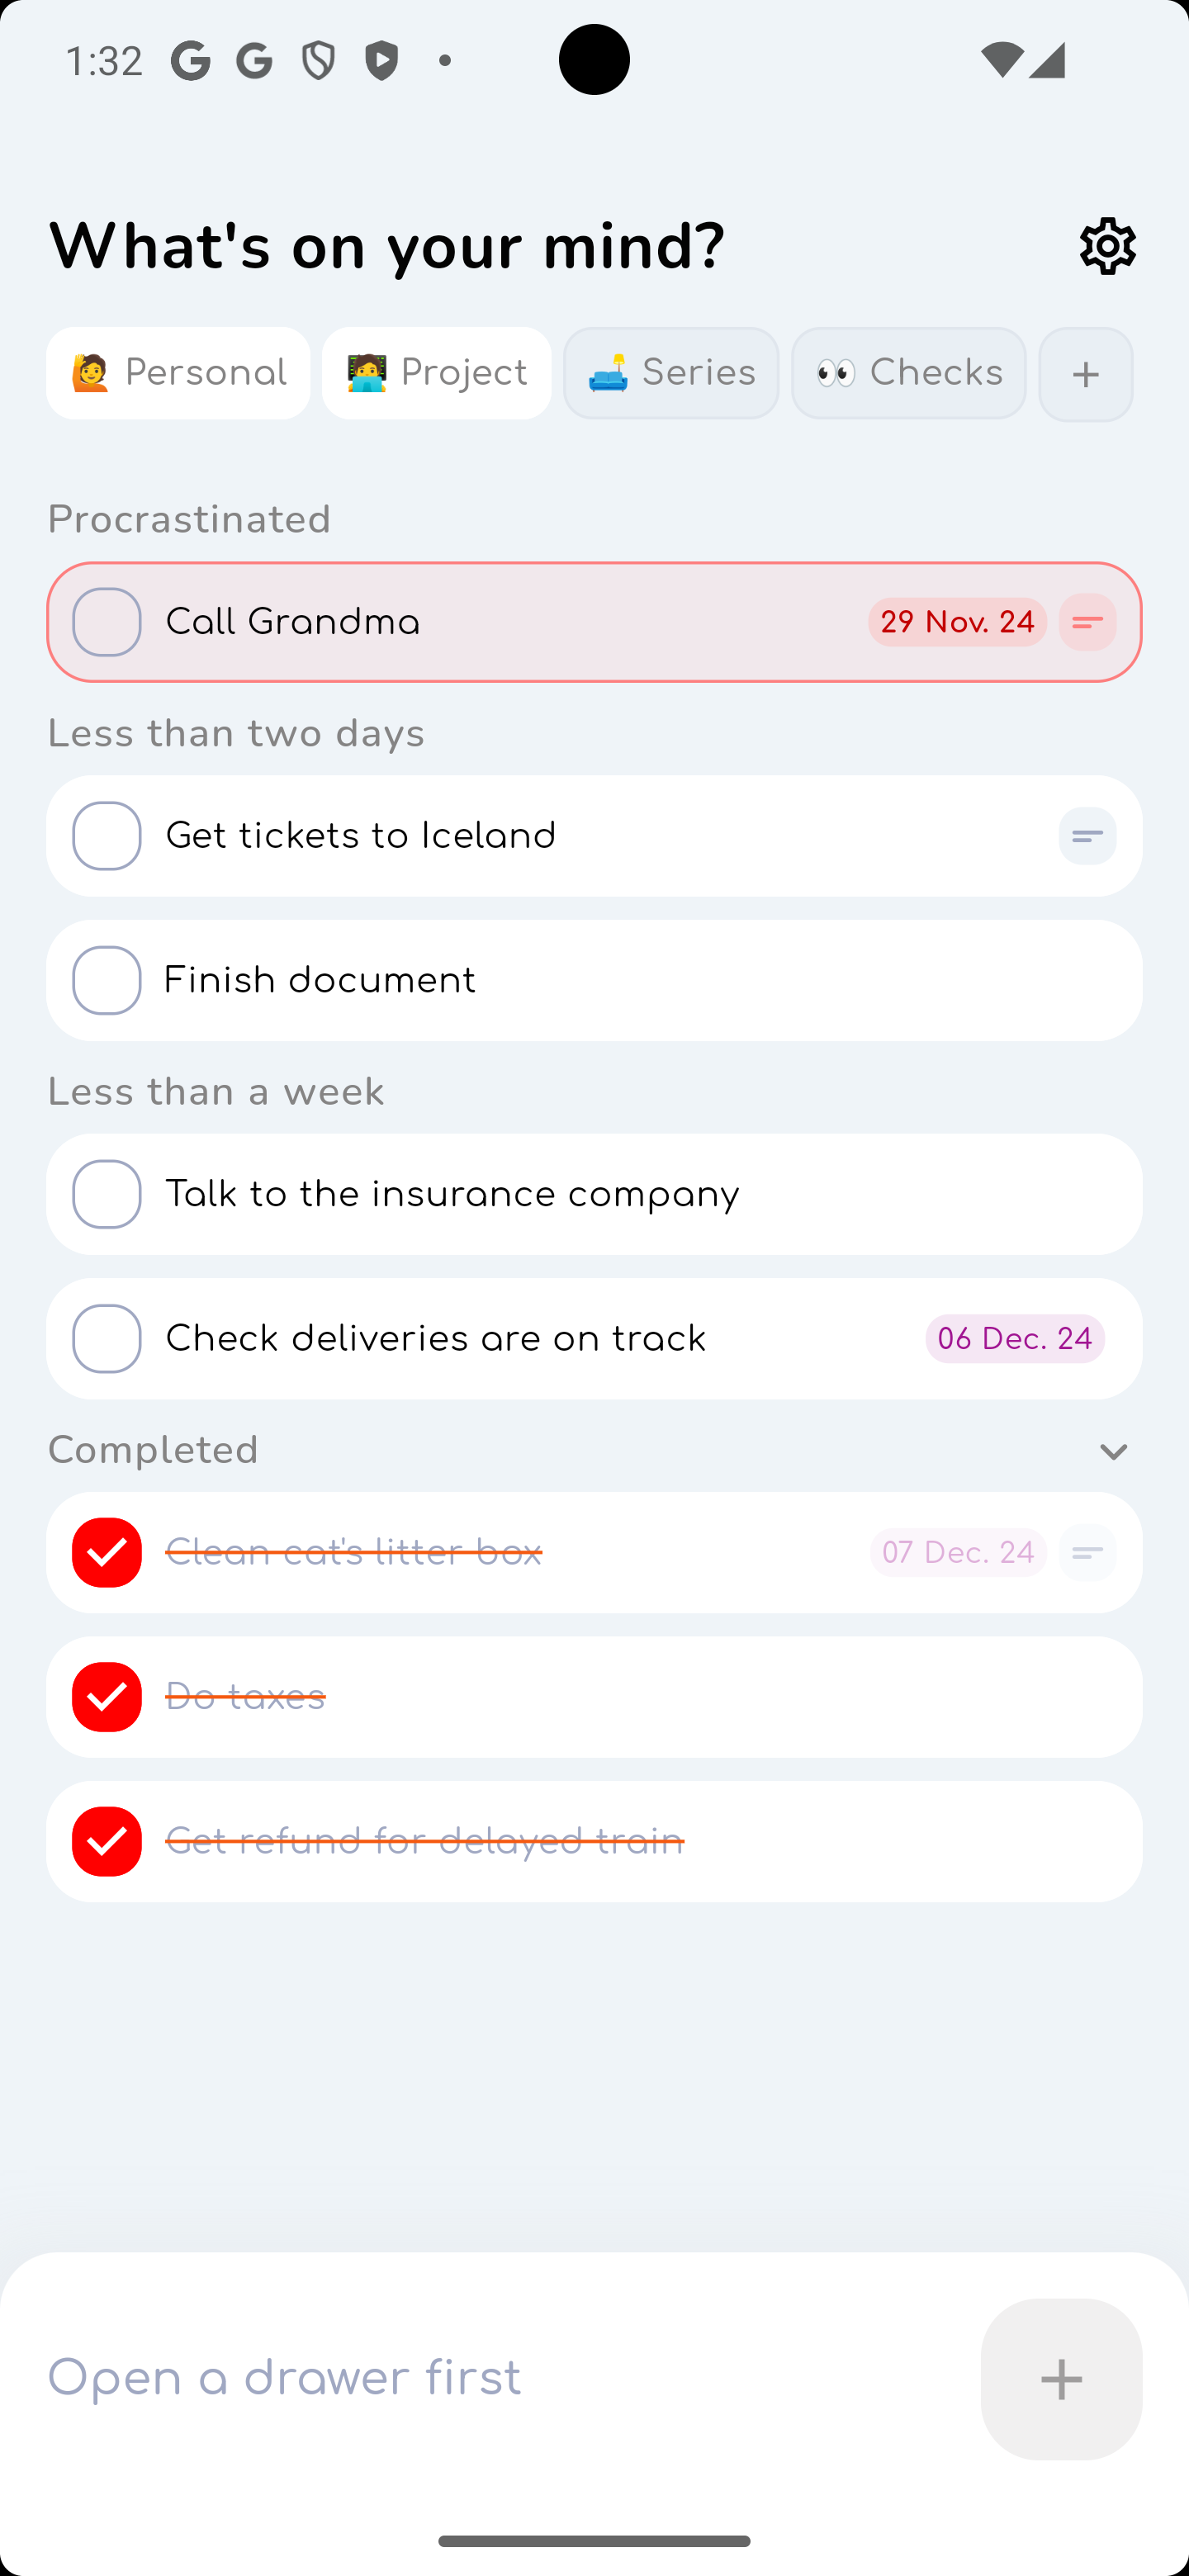 1:32
What's on your mind?
Personal
Project
Series
Checks
Procrastinated
Call Grandma
29 Nov. 24
Less than two days
Get tickets to Iceland
Finish document
Less than a week
Talk to the insurance company
Check deliveries are on track
06 Dec. 24
Completed
Clean cat's litter box
07 Dec. 24
Do taxes
Get refund for delayed train
Open a drawer first